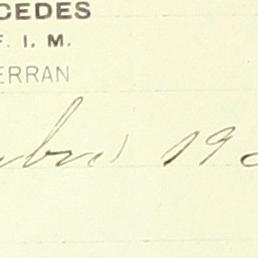 CEDES
F. I. M.
ERRAN
bre 19